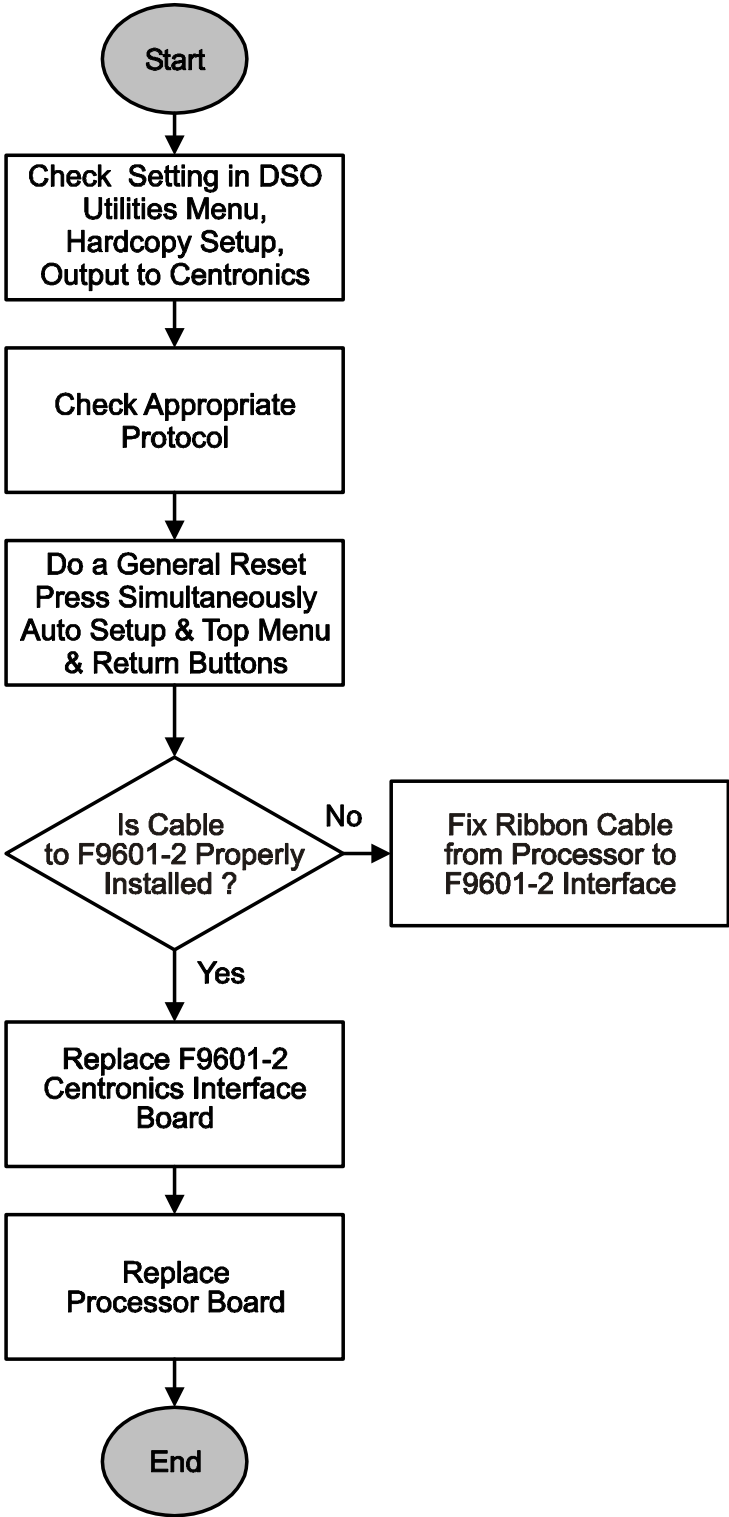 Start
Check Setting in DSO
Utilities Menu,
Hardcopy Setup,
Output to Centronics
Check Appropriate
Protocol
Do a General Reset
Press Simultaneously
Auto Setup & Top Menu
& Return Buttons
Is Cable
to F9601-2 Properly
Installed ?
No
Fix Ribbon Cable
from Processor to
F9601-2 Interface
Yes
Replace F9601-2
Centronics Interface
Board
Replace
Processor Board
End